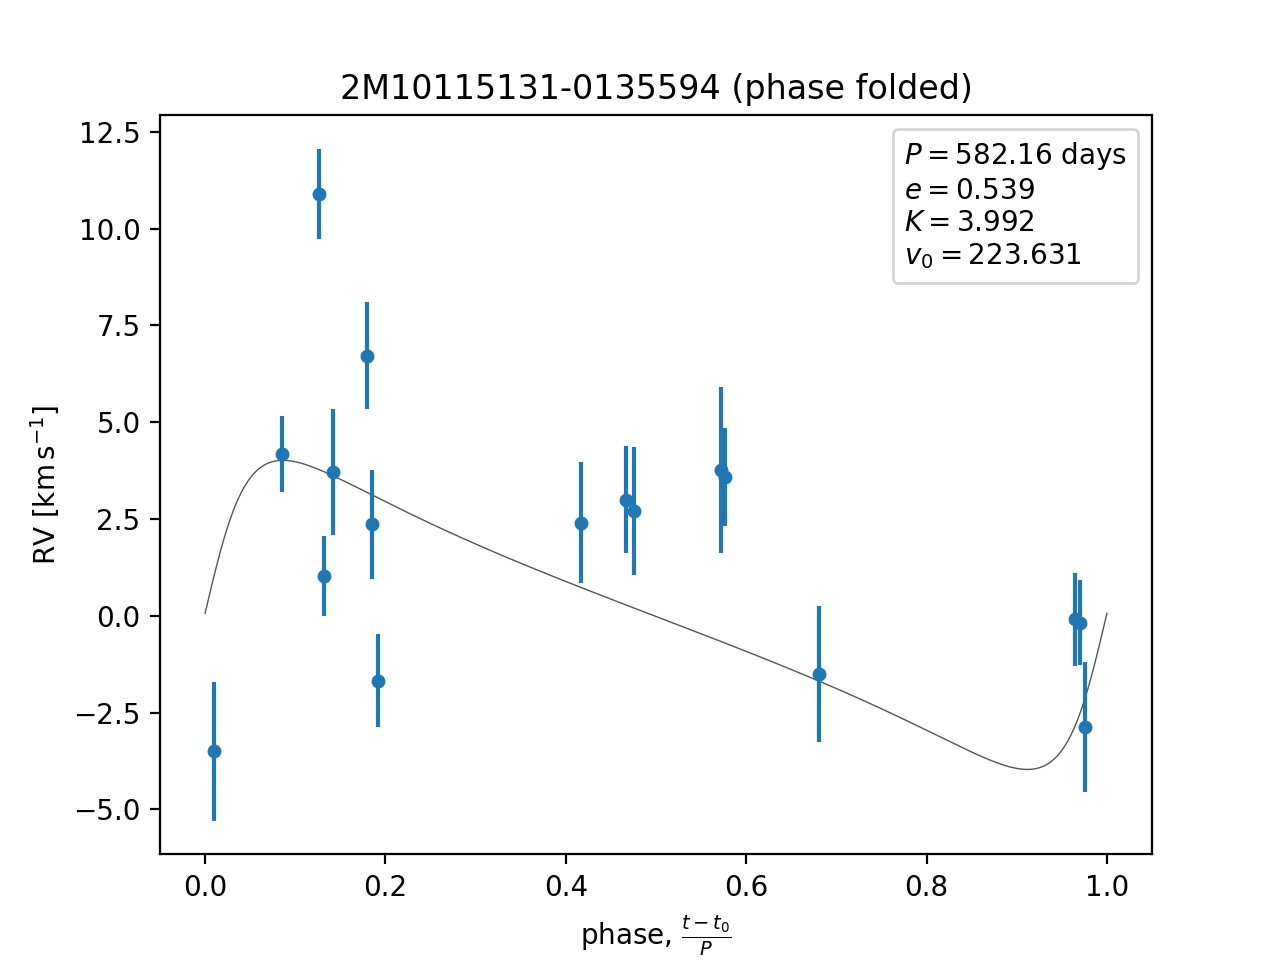 2M10115131-0135594 (phase folded)
12.5
10.0
7.5
5.0
2.5
0.0
−2.5
−5.0
RV [km s⁻¹]
P = 582.16 days
e = 0.539
K = 3.992
v₀ = 223.631
0.0 0.2 0.4 0.6 0.8 1.0
phase, (t − t₀)/P